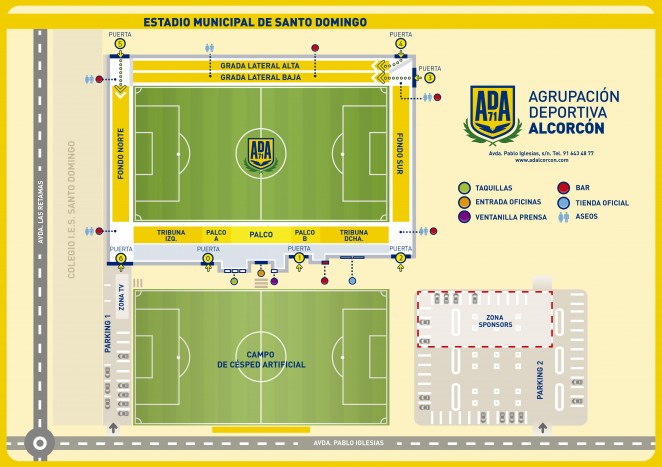 ESTADIO MUNICIPAL DE SANTO DOMINGO
PUERTA
5
PUERTA
4
GRADA LATERAL ALTA
GRADA LATERAL BAJA
PUERTA
3
FONDO NORTE
FONDO SUR
ADA
71
ADA
71
AGRUPACIÓN
DEPORTIVA
ALCORCÓN
Avda. Pablo Iglesias, s/n. Tel. 91 643 48 77
www.adalcorcon.com
TAQUILLAS
ENTRADA OFICINAS
VENTANILLA PRENSA
BAR
TIENDA OFICIAL
ASEOS
AVDA. LAS RETAMAS
COLEGIO I.E.S. SANTO DOMINGO
TRIBUNA
IZQ.
PALCO
A
PALCO
PALCO
B
TRIBUNA
DCHA.
PUERTA
6
PUERTA
0
PUERTA
1
PUERTA
2
ZONA TV
PARKING 1
CAMPO
DE CÉSPED ARTIFICIAL
ZONA
SPONSORS
PARKING 2
AVDA. PABLO IGLESIAS